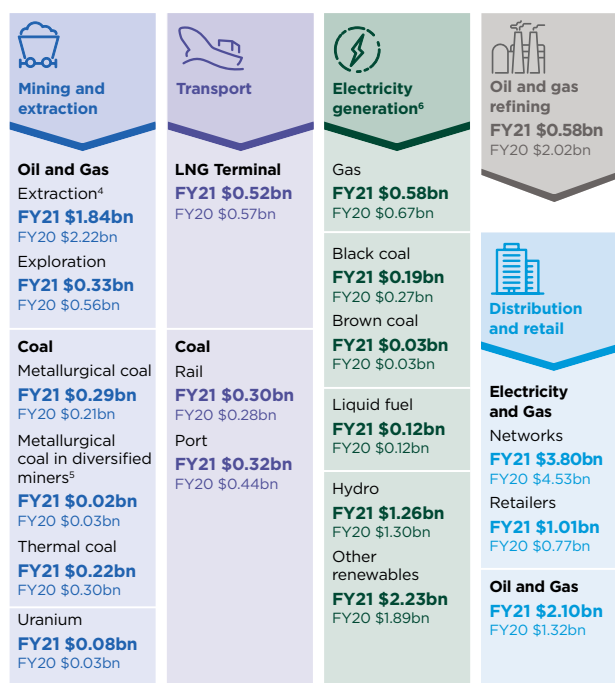 Mining and
extraction
Oil and Gas
Extraction⁴
FY21 $1.84bn
FY20 $2.22bn
Exploration
FY21 $0.33bn
FY20 $0.56bn
Coal
Metallurgical coal
FY21 $0.29bn
FY20 $0.21bn
Metallurgical
coal in diversified
miners⁵
FY21 $0.02bn
FY20 $0.03bn
Thermal coal
FY21 $0.22bn
FY20 $0.30bn
Uranium
FY21 $0.08bn
FY20 $0.03bn
Transport
LNG Terminal
FY21 $0.52bn
FY20 $0.57bn
Coal
Rail
FY21 $0.30bn
FY20 $0.28bn
Port
FY21 $0.32bn
FY20 $0.44bn
Electricity
generation⁶
Gas
FY21 $0.58bn
FY20 $0.67bn
Black coal
FY21 $0.19bn
FY20 $0.27bn
Brown coal
FY21 $0.03bn
FY20 $0.03bn
Liquid fuel
FY21 $0.12bn
FY20 $0.12bn
Hydro
FY21 $1.26bn
FY20 $1.30bn
Other
renewables
FY21 $2.23bn
FY20 $1.89bn
Oil and gas
refining
FY21 $0.58bn
FY20 $2.02bn
Distribution
and retail
Electricity
and Gas
Networks
FY21 $3.80bn
FY20 $4.53bn
Retailers
FY21 $1.01bn
FY20 $0.77bn
Oil and Gas
FY21 $2.10bn
FY20 $1.32bn